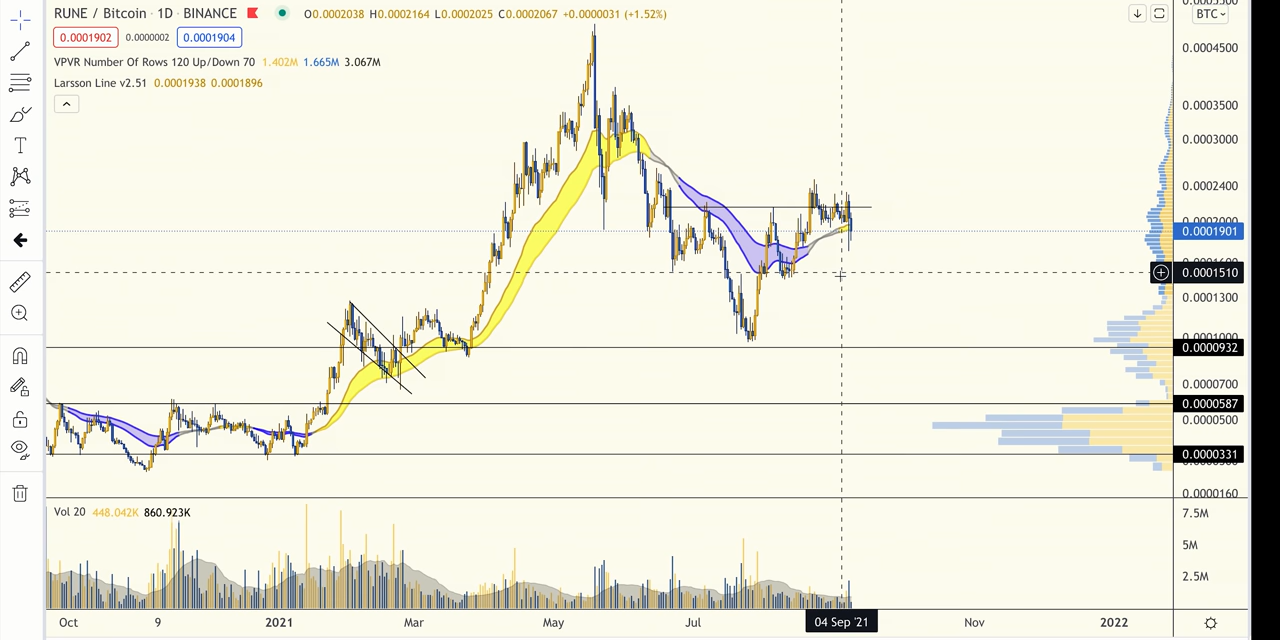 RUNE / Bitcoin · 1D · BINANCE O0.0002038 H0.0002164 L0.0002025 C0.0002067 +0.0000031 (+1.52%) BTC
0.0001902 0.0000002 0.0001904
VPVR Number Of Rows 120 Up/Down 70 1.402M 1.665M 3.067M
Larsson Line v2.51 0.0001938 0.0001896
0.0004500
0.0003500
0.0003000
0.0002400
0.0002000
0.0001901
0.0001510
0.0001300
0.0001000
0.0000932
0.0000700
0.0000587
0.0000500
0.0000331
0.0000160
Vol 20 448.042K 860.923K
7.5M
5M
2.5M
Oct 9 2021 Mar May Jul 04 Sep '21 Nov 2022